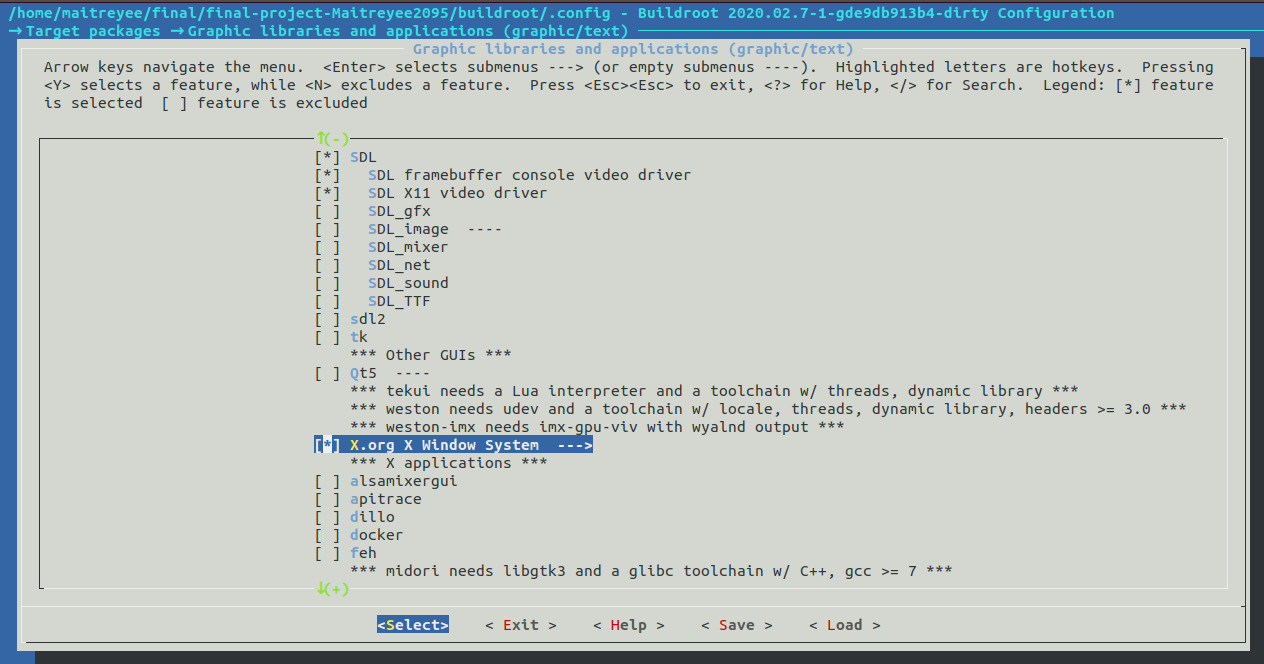 /home/maitreyee/final/final-project-Maitreyee2095/buildroot/.config - Buildroot 2020.02.7-1-gde9db913b4-dirty Configuration
→ Target packages → Graphic libraries and applications (graphic/text)
Graphic libraries and applications (graphic/text)
Arrow keys navigate the menu.  <Enter> selects submenus ---> (or empty submenus ----).  Highlighted letters are hotkeys.  Pressing
<Y> selects a feature, while <N> excludes a feature.  Press <Esc><Esc> to exit, <?> for Help, </> for Search.  Legend: [*] feature
is selected  [ ] feature is excluded
↑(-)
[*] SDL
[*]   SDL framebuffer console video driver
[*]   SDL X11 video driver
[ ]   SDL_gfx
[ ]   SDL_image  ----
[ ]   SDL_mixer
[ ]   SDL_net
[ ]   SDL_sound
[ ]   SDL_TTF
[ ] sdl2
[ ] tk
*** Other GUIs ***
[ ] Qt5  ----
*** tekui needs a Lua interpreter and a toolchain w/ threads, dynamic library ***
*** weston needs udev and a toolchain w/ locale, threads, dynamic library, headers >= 3.0 ***
*** weston-imx needs imx-gpu-viv with wyalnd output ***
[*] X.org X Window System  --->
*** X applications ***
[ ] alsamixergui
[ ] apitrace
[ ] dillo
[ ] docker
[ ] feh
*** midori needs libgtk3 and a glibc toolchain w/ C++, gcc >= 7 ***
↓(+)
<Select>    < Exit >    < Help >    < Save >    < Load >